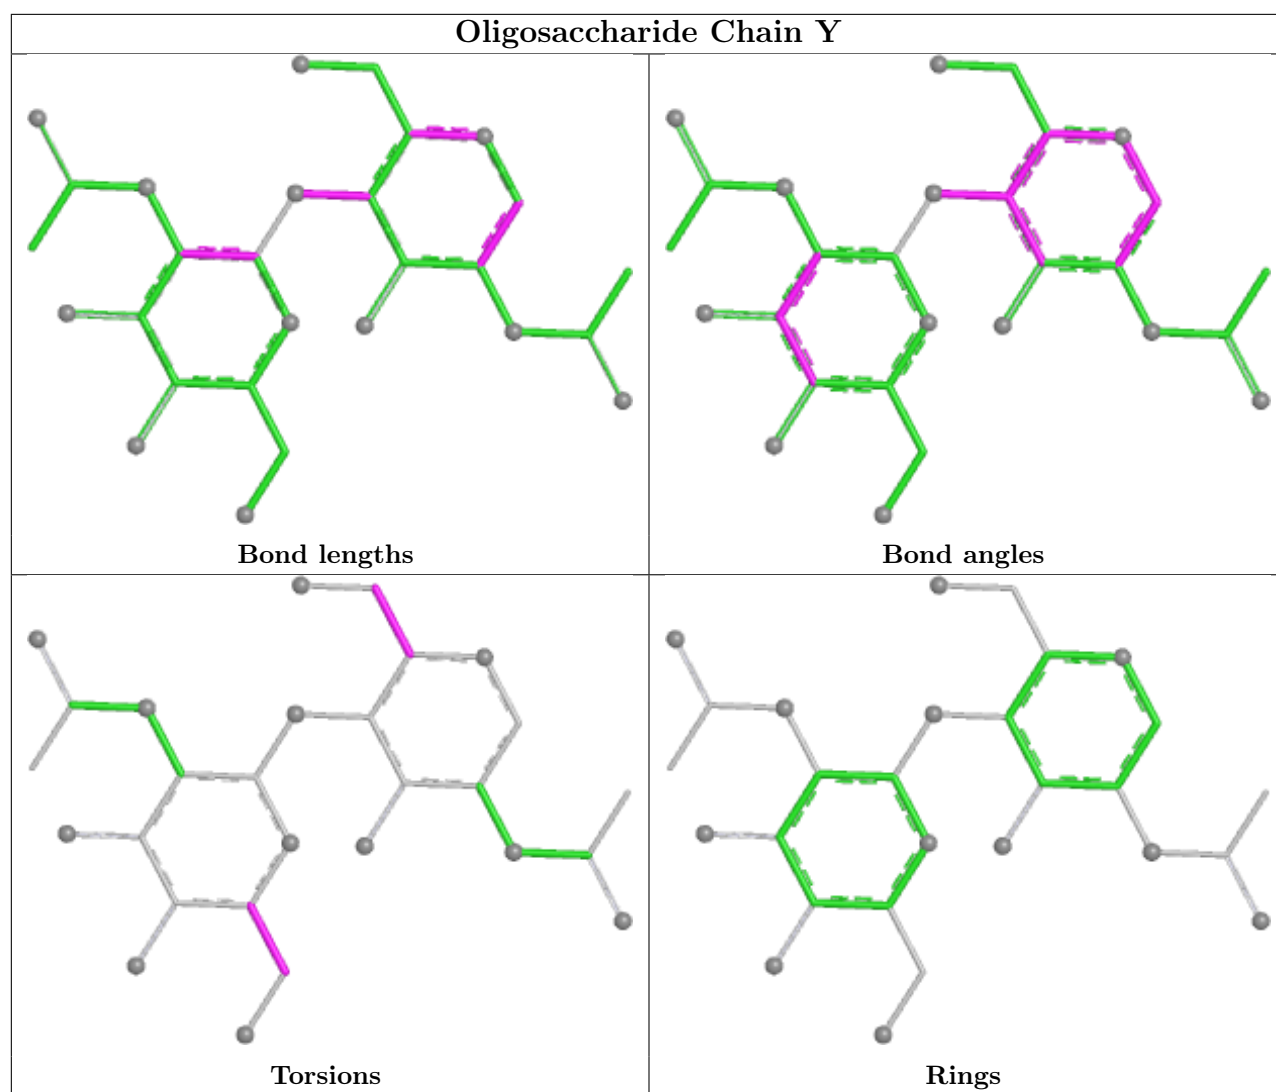 Oligosaccharide Chain Y
Bond lengths
Bond angles
Torsions
Rings